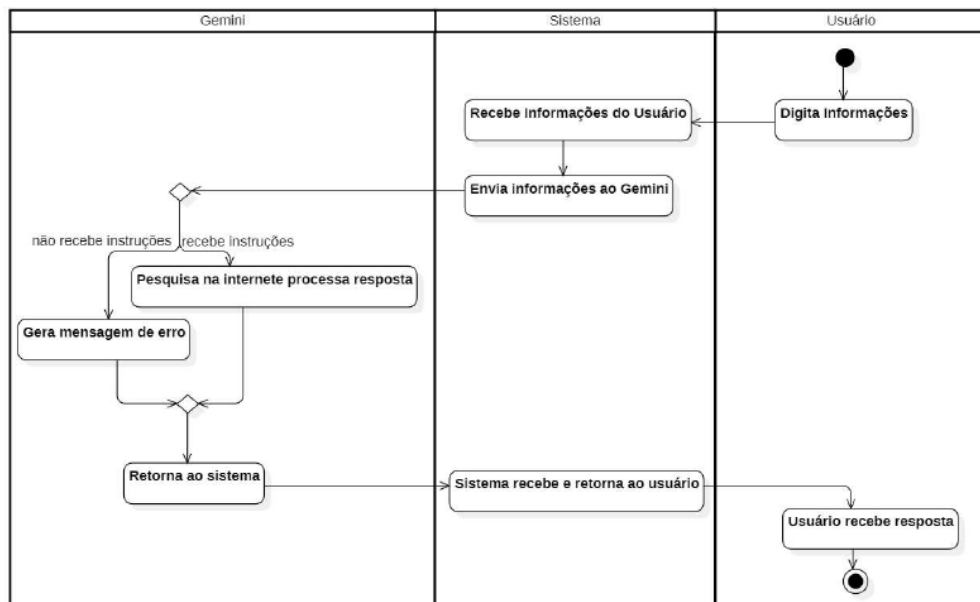 Gemini
Sistema
Usuário
Digita Informações
Recebe Informações do Usuário
Envia informações ao Gemini
não recebe instruções
recebe instruções
Pesquisa na internete processa resposta
Gera mensagem de erro
Retorna ao sistema
Sistema recebe e retorna ao usuário
Usuário recebe resposta